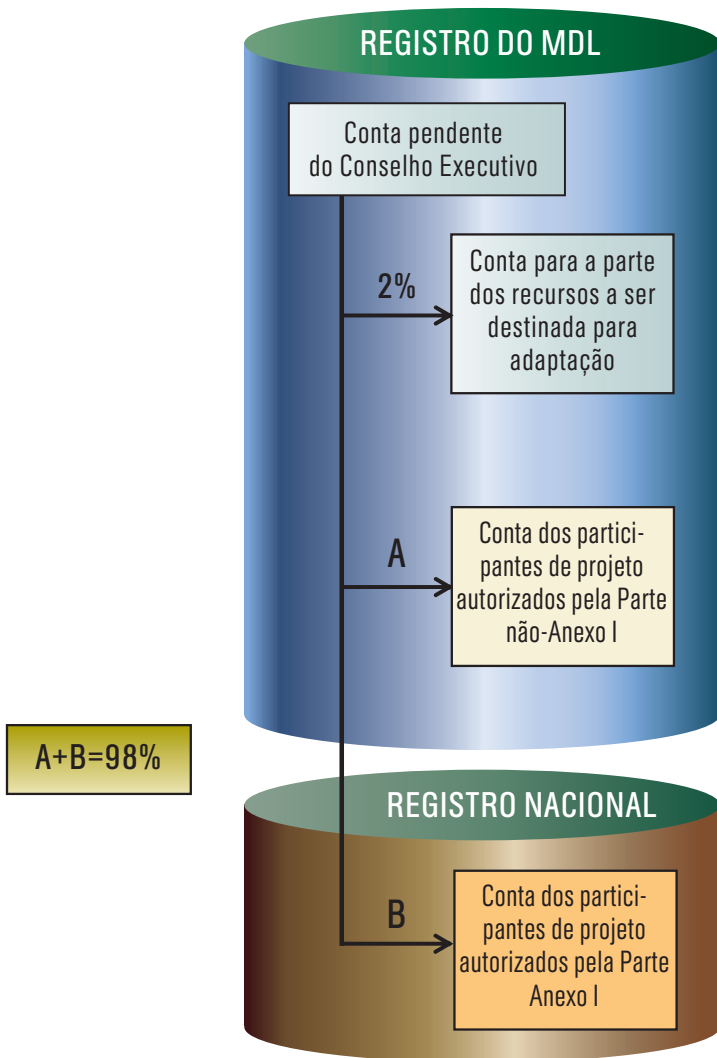 REGISTRO DO MDL
Conta pendente
do Conselho Executivo
2%
Conta para a parte
dos recursos a ser
destinada para
adaptação
A
Conta dos partici-
pantes de projeto
autorizados pela Parte
não-Anexo I
A+B=98%
REGISTRO NACIONAL
B
Conta dos partici-
pantes de projeto
autorizados pela Parte
Anexo I